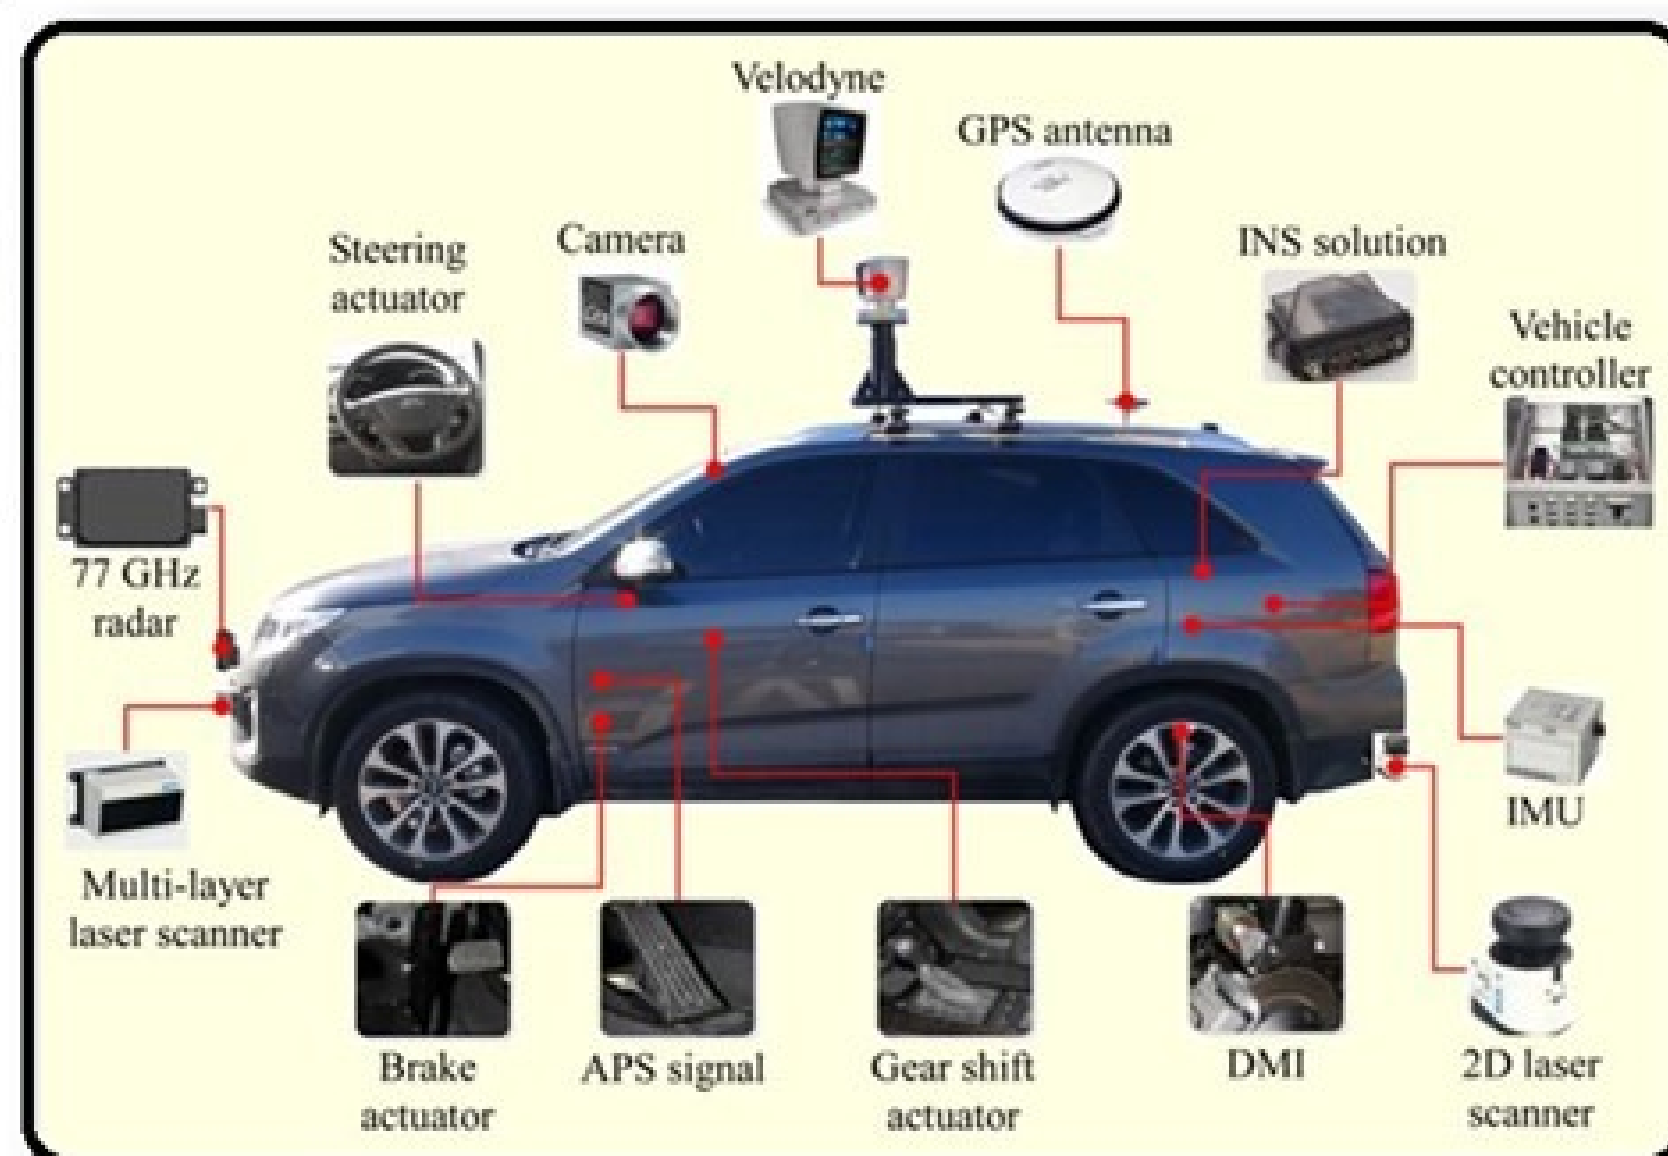 Velodyne
GPS antenna
Steering
actuator
Camera
INS solution
Vehicle
controller
77 GHz
radar
IMU
Multi-layer
laser scanner
Brake
actuator
APS signal
Gear shift
actuator
DMI
2D laser
scanner